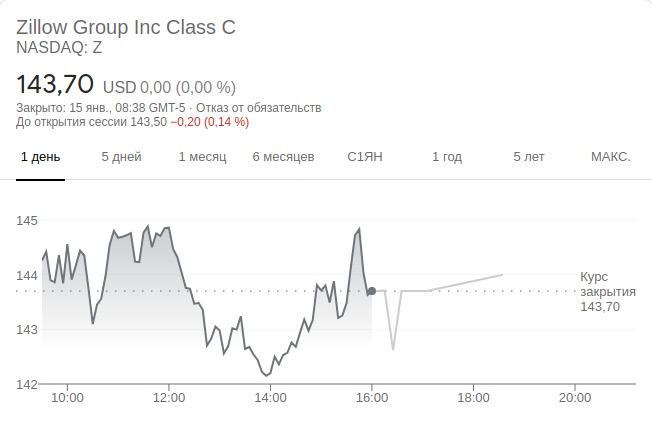 Zillow Group Inc Class C
NASDAQ: Z
143,70 USD 0,00 (0,00 %)
Закрыто: 15 янв., 08:38 GMT-5 · Отказ от обязательств
До открытия сессии 143,50 −0,20 (0,14 %)
1 день 5 дней 1 месяц 6 месяцев С1ЯН 1 год 5 лет МАКС.
145
144
143
142
Курс
закрытия
143,70
10:00 12:00 14:00 16:00 18:00 20:00